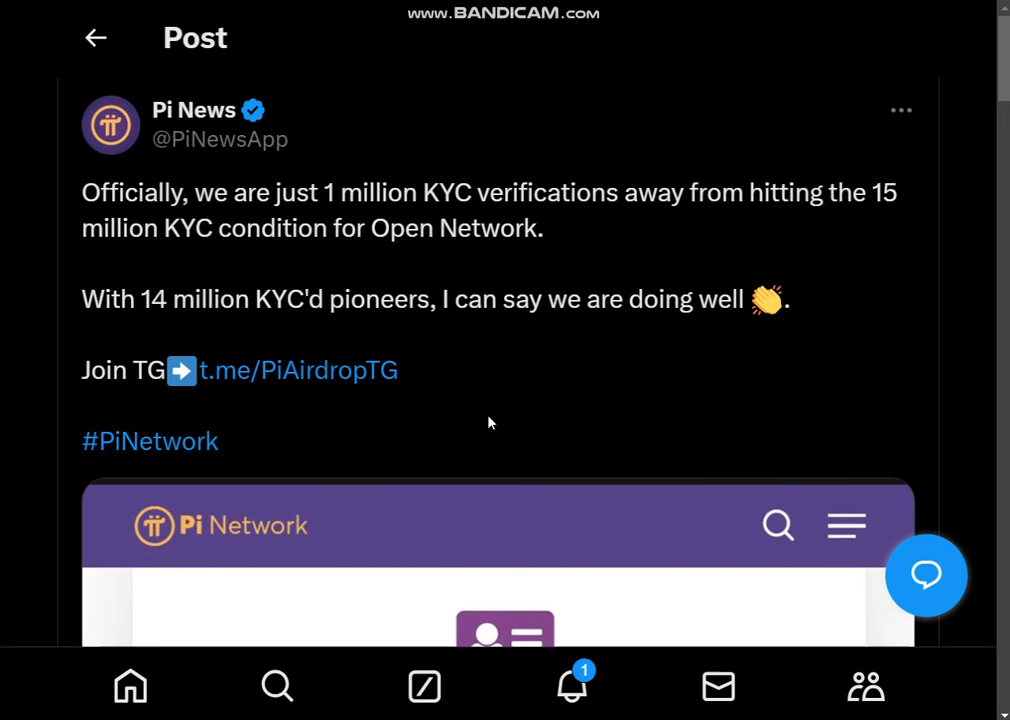 www.BANDICAM.com
Post
Pi News
@PiNewsApp
Officially, we are just 1 million KYC verifications away from hitting the 15
million KYC condition for Open Network.
With 14 million KYC'd pioneers, I can say we are doing well 👏.
Join TG➡️t.me/PiAirdropTG
#PiNetwork
Pi Network
1